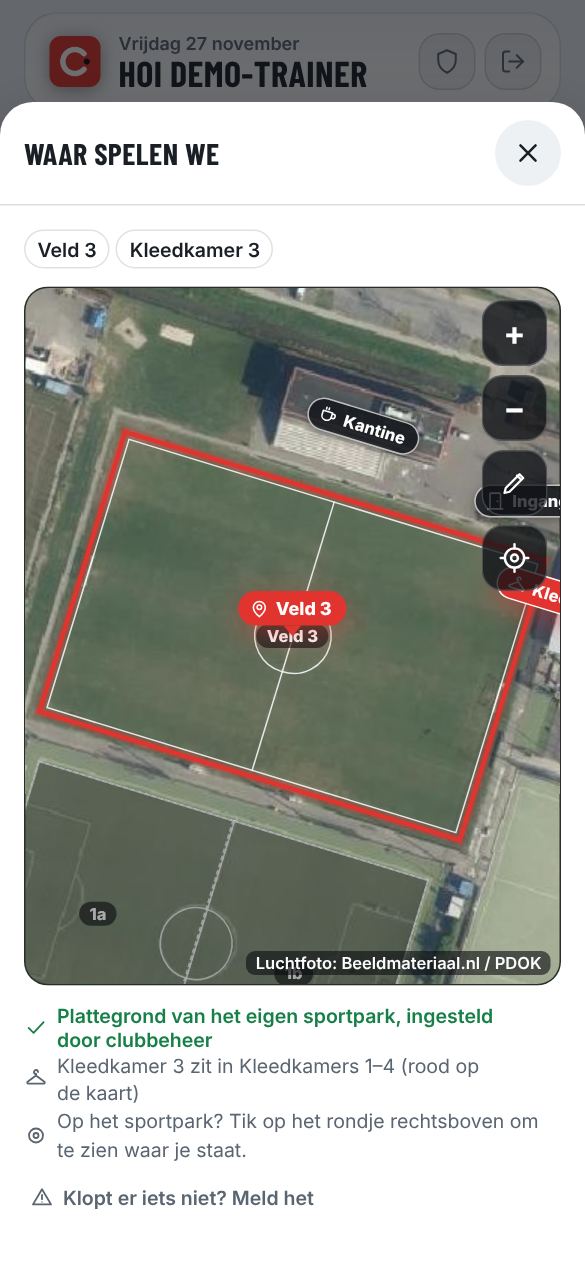 Vrijdag 27 november
HOI DEMO-TRAINER
WAAR SPELEN WE
Veld 3
Kleedkamer 3
Kantine
Ingan
Klee
Veld 3
Veld 3
1a
1b
Luchtfoto: Beeldmateriaal.nl / PDOK
Plattegrond van het eigen sportpark, ingesteld
door clubbeheer
Kleedkamer 3 zit in Kleedkamers 1–4 (rood op
de kaart)
Op het sportpark? Tik op het rondje rechtsboven om
te zien waar je staat.
Klopt er iets niet? Meld het